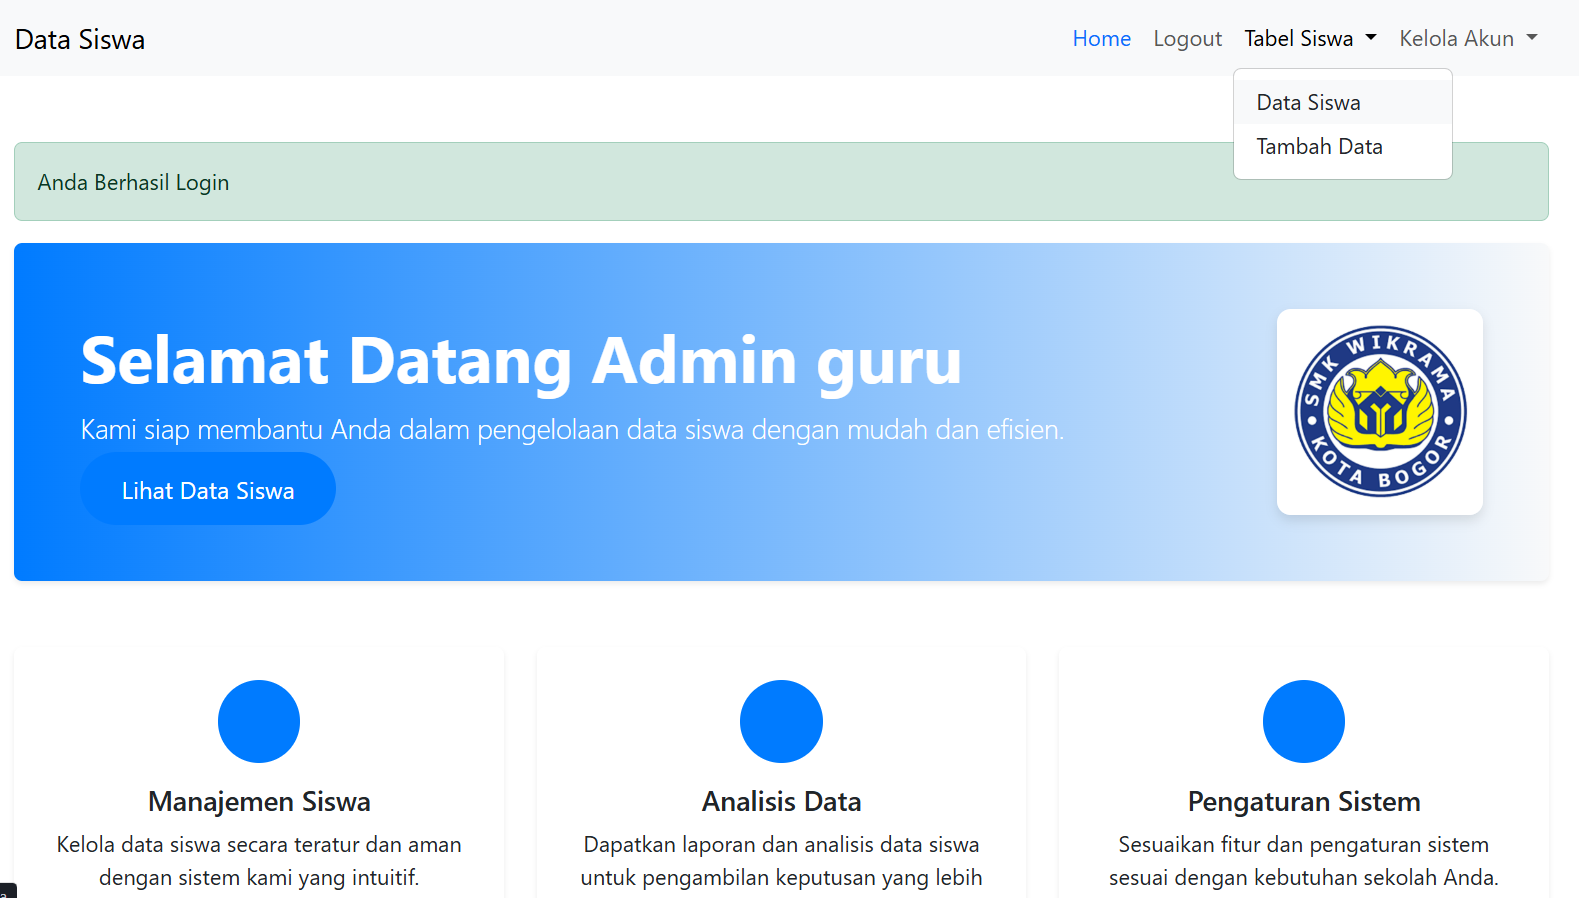 Data Siswa
Home
Logout
Tabel Siswa
Kelola Akun
Data Siswa
Tambah Data
Anda Berhasil Login
Selamat Datang Admin guru
Kami siap membantu Anda dalam pengelolaan data siswa dengan mudah dan efisien.
Lihat Data Siswa
SMK WIKRAMA
KOTA BOGOR
Manajemen Siswa
Kelola data siswa secara teratur dan aman
dengan sistem kami yang intuitif.
Analisis Data
Dapatkan laporan dan analisis data siswa
untuk pengambilan keputusan yang lebih
Pengaturan Sistem
Sesuaikan fitur dan pengaturan sistem
sesuai dengan kebutuhan sekolah Anda.